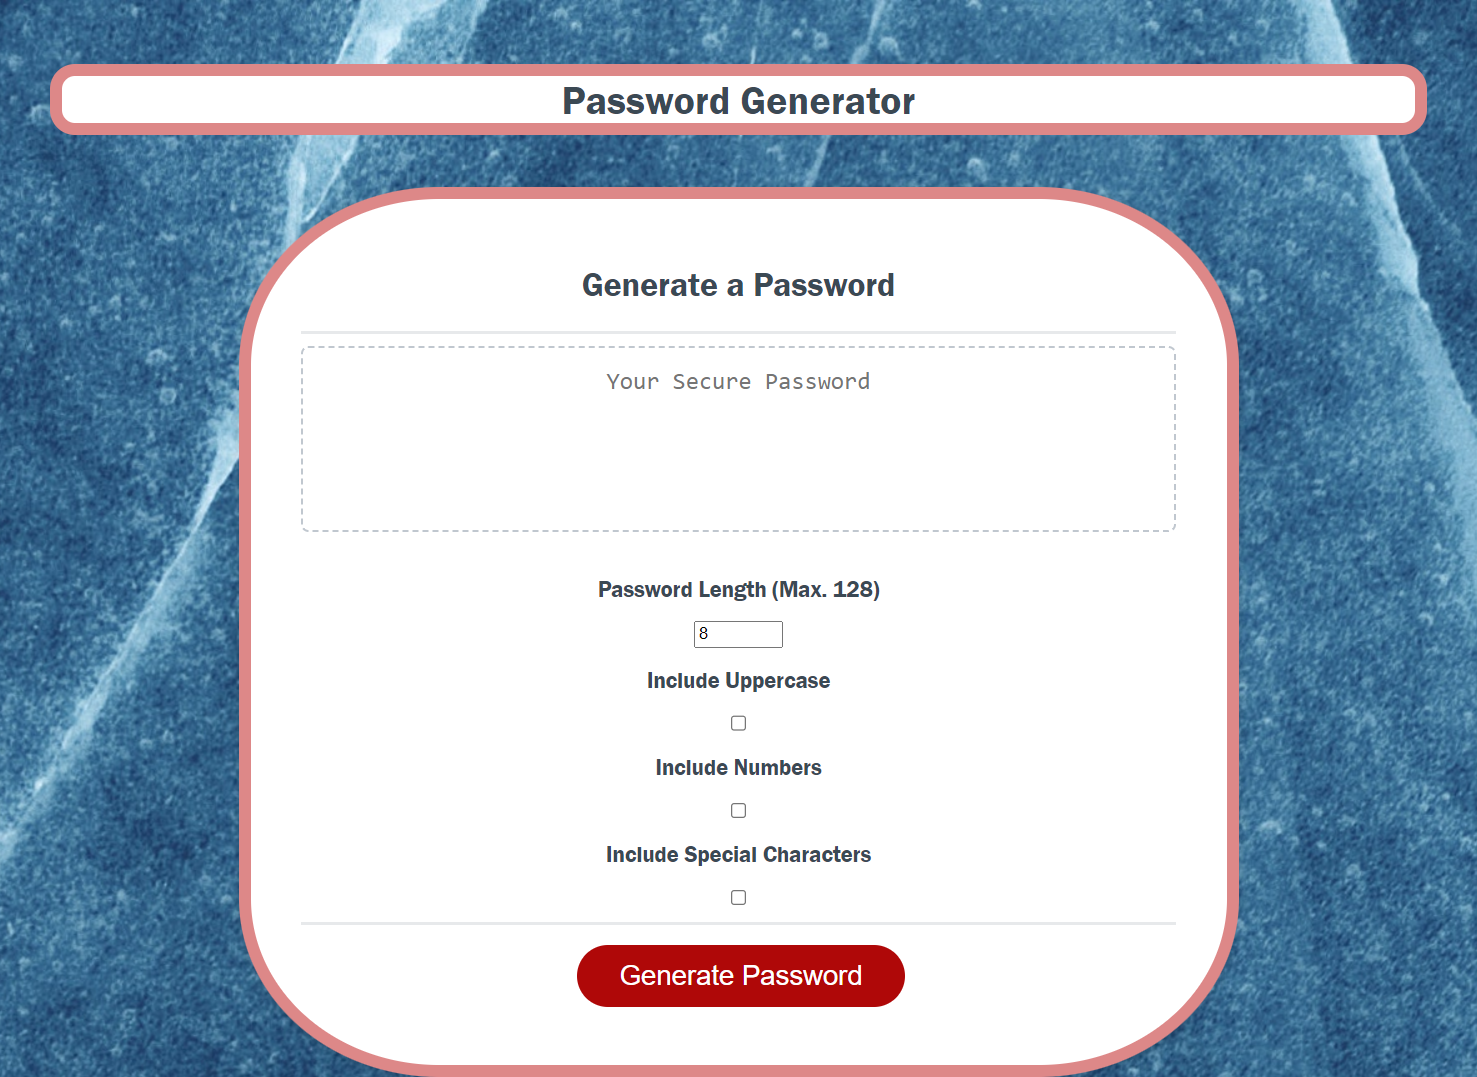 Password Generator
Generate a Password
Your Secure Password
Password Length (Max. 128)
8
Include Uppercase
Include Numbers
Include Special Characters
Generate Password